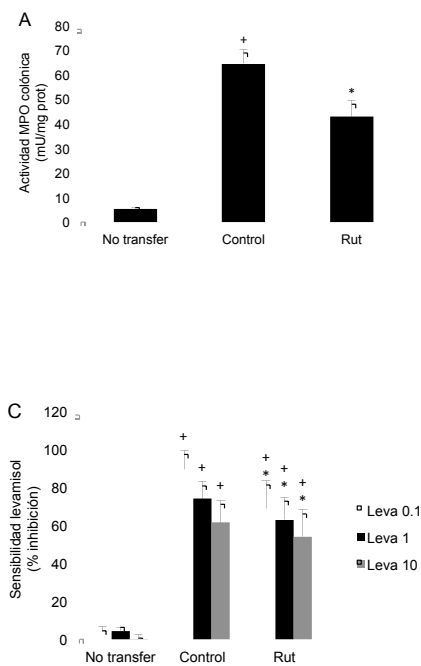 A
Actividad MPO colónica
(mU/mg prot)
80
70
60
50
40
30
20
10
0
+
*
No transfer
Control
Rut
C
Sensibilidad levamisol
(% inhibición)
120
100
80
60
40
20
0
+
+
+
+
*
+
*
+
*
Leva 0.1
Leva 1
Leva 10
No transfer
Control
Rut